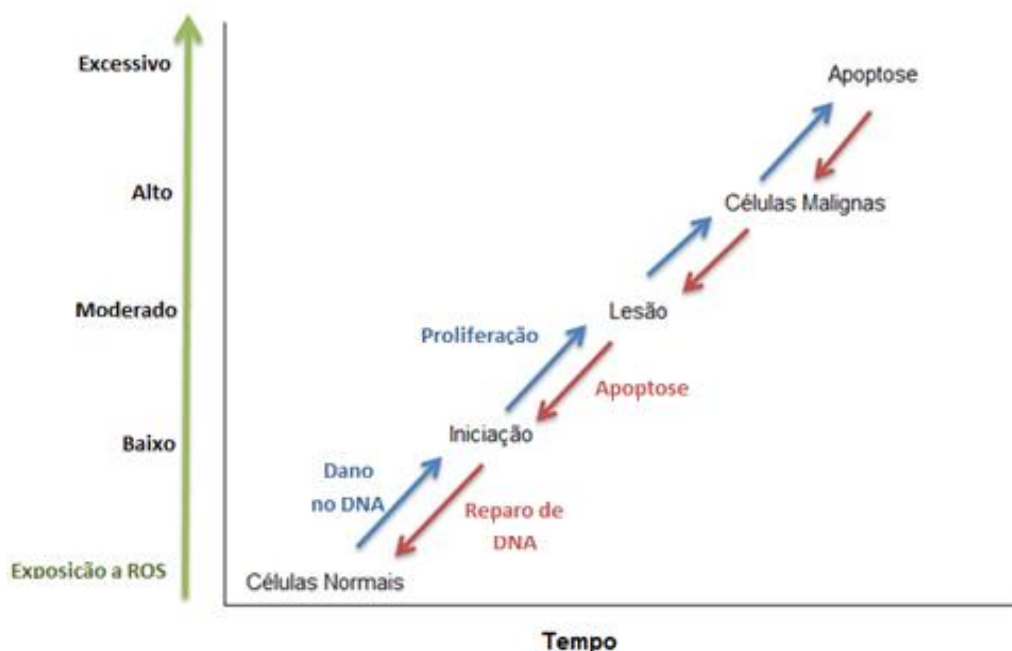 Excessivo
Apoptose
Alto
Células Malignas
Moderado
Lesão
Proliferação
Apoptose
Baixo
Iniciação
Dano
no DNA
Reparo de
DNA
Exposição a ROS
Células Normais
Tempo